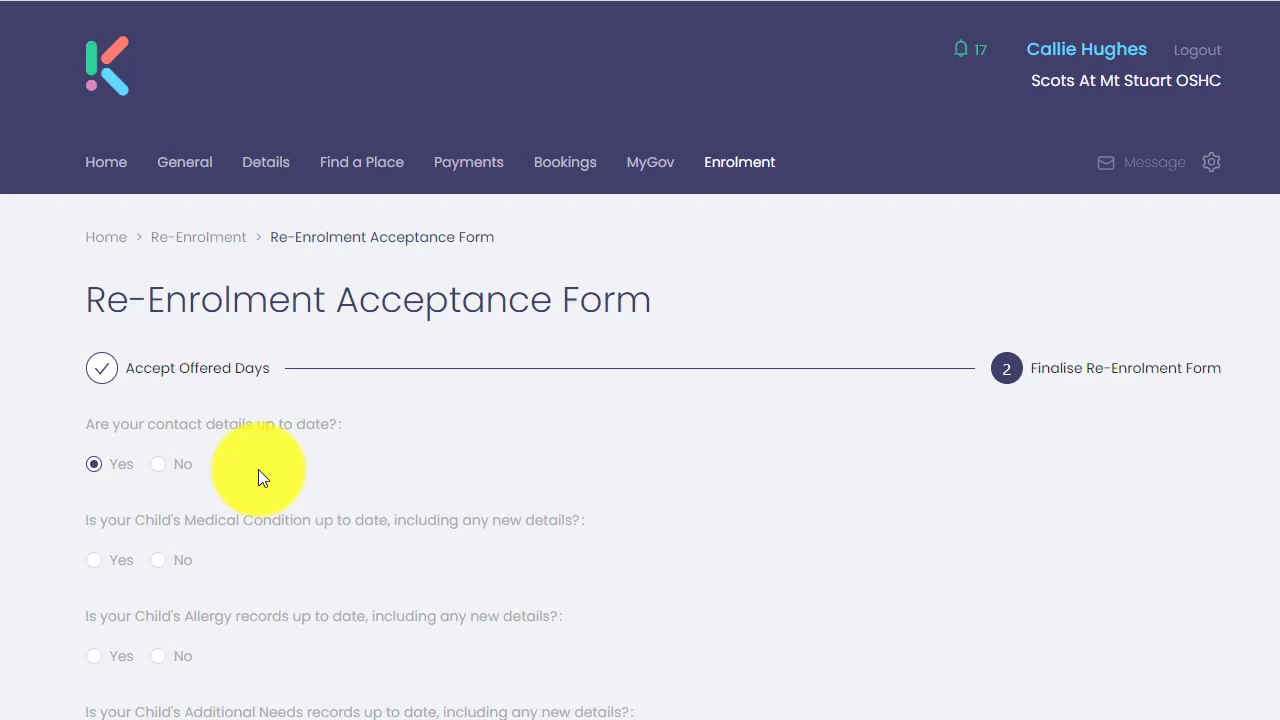 17
Callie Hughes
Logout
Scots At Mt Stuart OSHC
Home General Details Find a Place Payments Bookings MyGov Enrolment Message
Home > Re-Enrolment > Re-Enrolment Acceptance Form
Re-Enrolment Acceptance Form
Accept Offered Days 2 Finalise Re-Enrolment Form
Are your contact details up to date?:
Yes No
Is your Child's Medical Condition up to date, including any new details?:
Yes No
Is your Child's Allergy records up to date, including any new details?:
Yes No
Is your Child's Additional Needs records up to date, including any new details?: